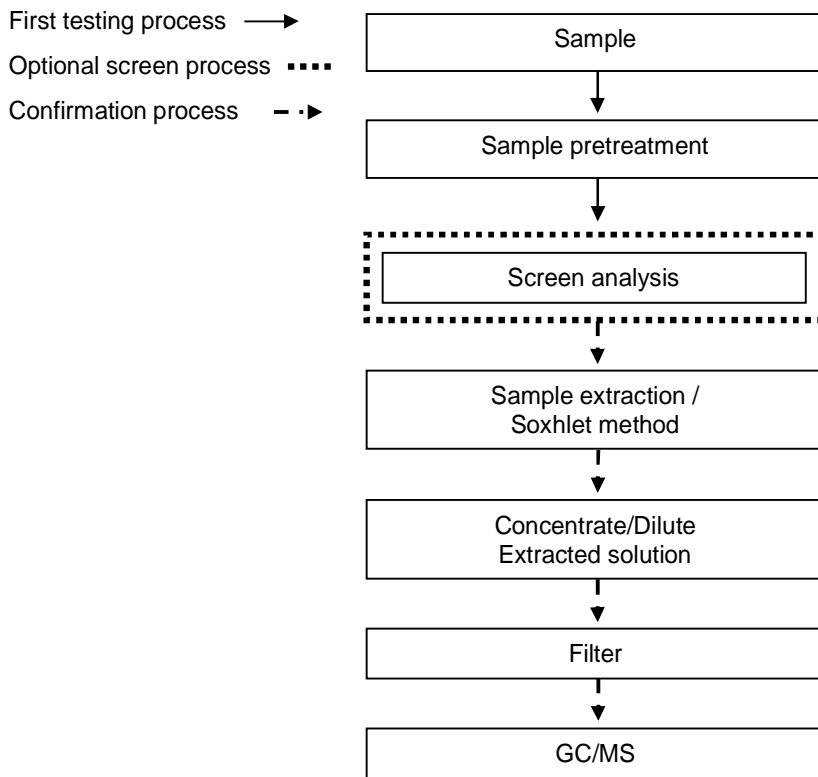 First testing process
Optional screen process
Confirmation process
Sample
Sample pretreatment
Screen analysis
Sample extraction /
Soxhlet method
Concentrate/Dilute
Extracted solution
Filter
GC/MS